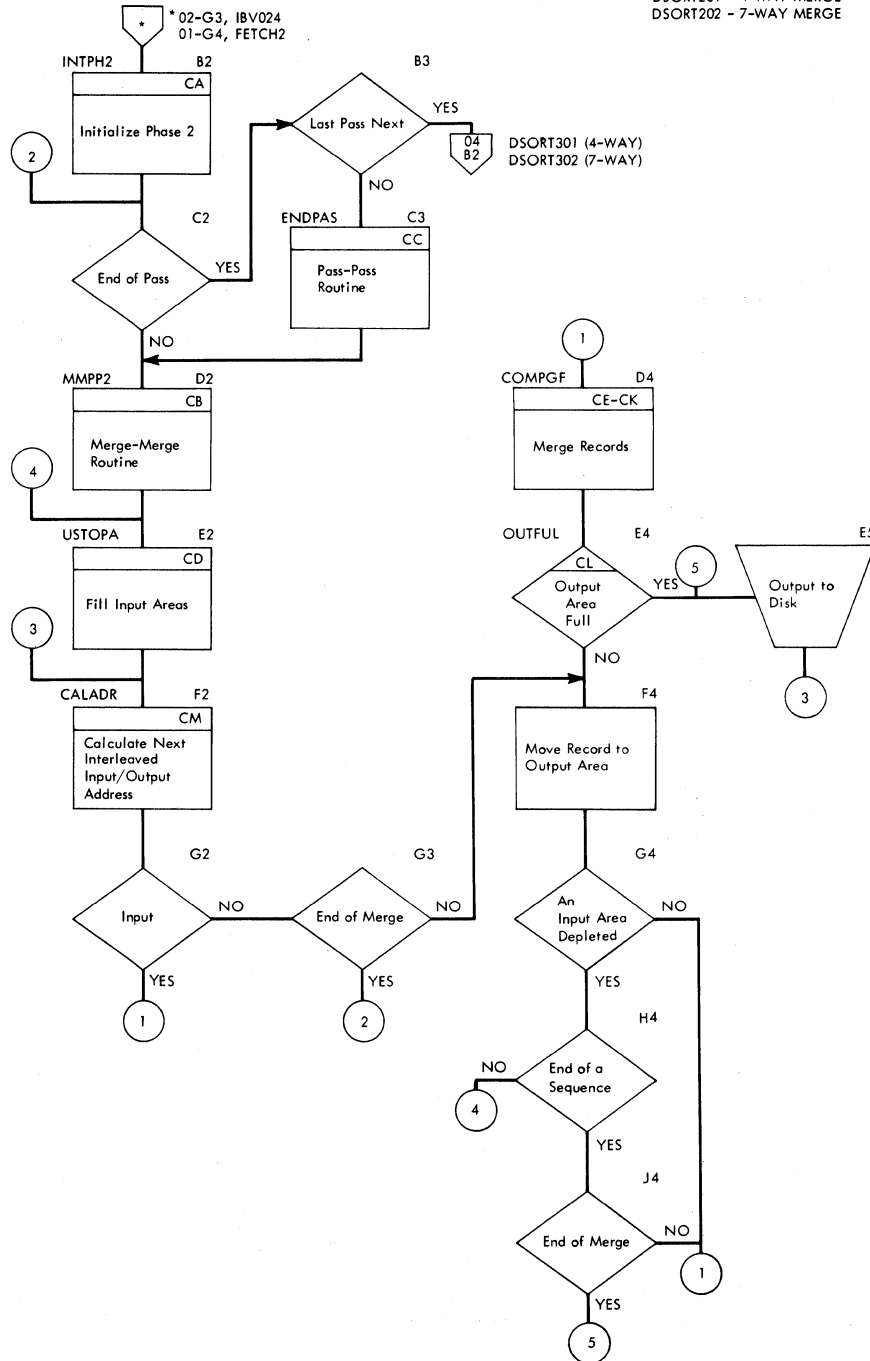 DSORT202 - 7-WAY MERGE
* 02-G3, IBV024
01-G4, FETCH2
*
INTPH2 B2
CA
Initialize Phase 2
2
B3
Last Pass Next
YES
04
B2
DSORT301 (4-WAY)
DSORT302 (7-WAY)
NO
C2
End of Pass
YES
NO
ENDPAS C3
CC
Pass-Pass
Routine
MMPP2 D2
CB
Merge-Merge
Routine
4
USTOPA E2
CD
Fill Input Areas
3
CALADR F2
CM
Calculate Next
Interleaved
Input/Output
Address
G2
Input
NO
YES
1
G3
End of Merge
NO
YES
2
1
COMPGF D4
CE-CK
Merge Records
OUTFUL E4
CL
Output
Area
Full
YES
5
E5
Output to
Disk
3
NO
F4
Move Record to
Output Area
G4
An
Input Area
Depleted
NO
YES
H4
End of a
Sequence
NO
4
YES
J4
End of Merge
NO
1
YES
5